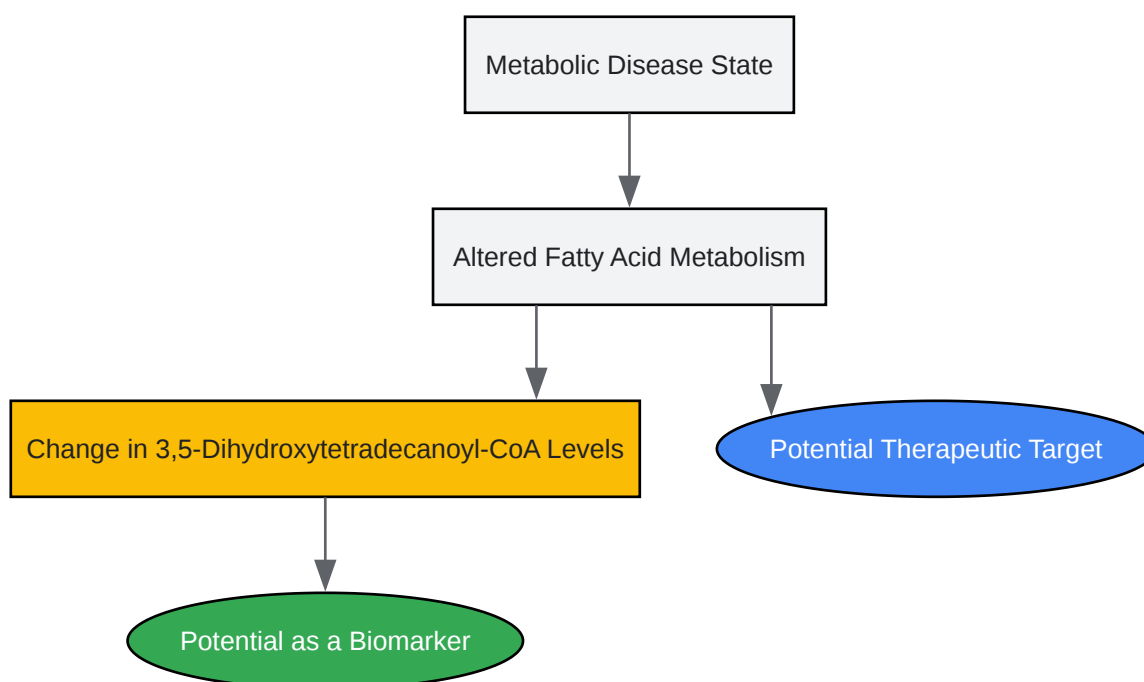 Metabolic Disease State
Altered Fatty Acid Metabolism
Change in 3,5-Dihydroxytetradecanoyl-CoA Levels
Potential Therapeutic Target
Potential as a Biomarker